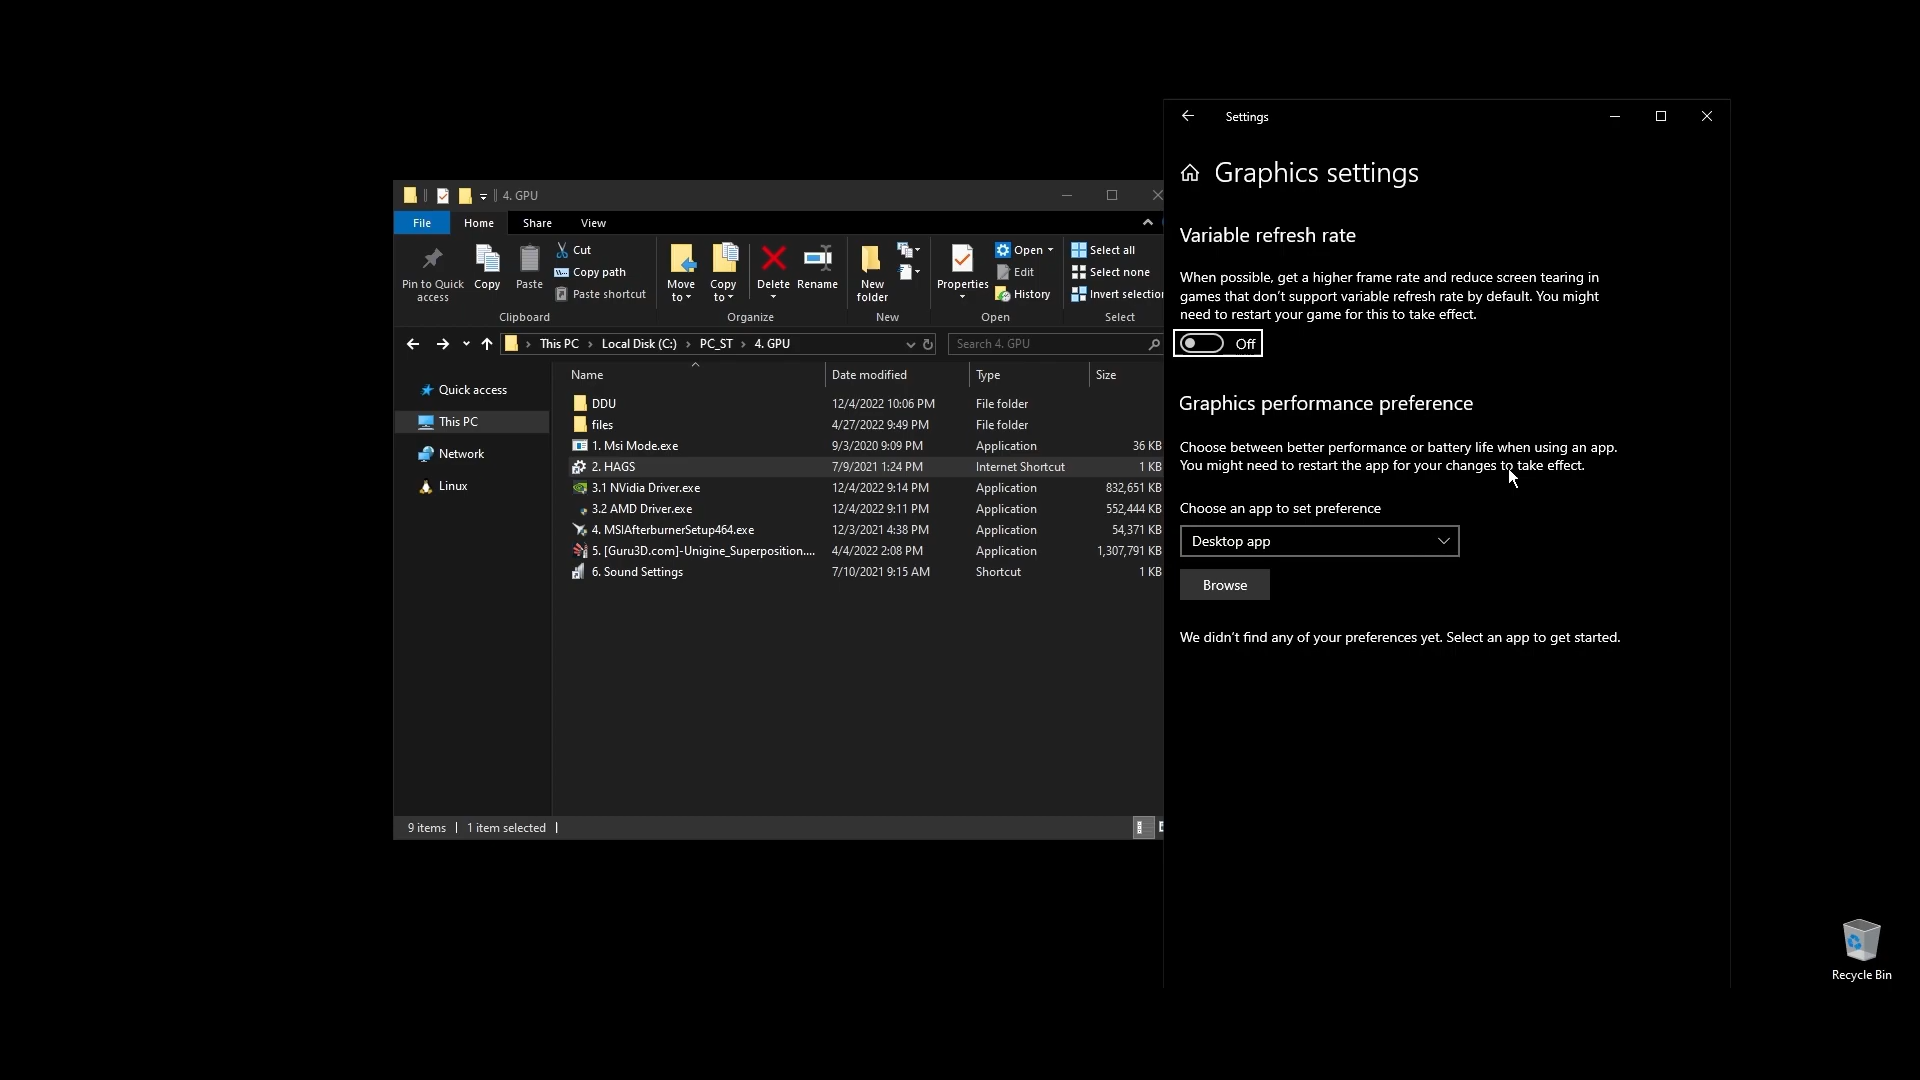 4. GPU
File Home Share View
Pin to Quick access
Copy
Paste
Cut
Copy path
Paste shortcut
Move to
Copy to
Delete
Rename
New folder
Properties
Open
Edit
History
Select all
Select none
Invert selection
Clipboard Organize New Open Select
This PC Local Disk (C:) PC_ST 4. GPU
Search 4. GPU
Quick access
This PC
Network
Linux
Name Date modified Type Size
DDU 12/4/2022 10:06 PM File folder
files 4/27/2022 9:49 PM File folder
1. Msi Mode.exe 9/3/2020 9:09 PM Application 36 KB
2. HAGS 7/9/2021 1:24 PM Internet Shortcut 1 KB
3.1 NVidia Driver.exe 12/4/2022 9:14 PM Application 832,651 KB
3.2 AMD Driver.exe 12/4/2022 9:11 PM Application 552,444 KB
4. MSIAfterburnerSetup464.exe 12/3/2021 4:38 PM Application 54,371 KB
5. [Guru3D.com]-Unigine_Superposition.... 4/4/2022 2:08 PM Application 1,307,791 KB
6. Sound Settings 7/10/2021 9:15 AM Shortcut 1 KB
9 items 1 item selected
Settings
Graphics settings
Variable refresh rate
When possible, get a higher frame rate and reduce screen tearing in
games that don't support variable refresh rate by default. You might
need to restart your game for this to take effect.
Off
Graphics performance preference
Choose between better performance or battery life when using an app.
You might need to restart the app for your changes to take effect.
Choose an app to set preference
Desktop app
Browse
We didn't find any of your preferences yet. Select an app to get started.
Recycle Bin